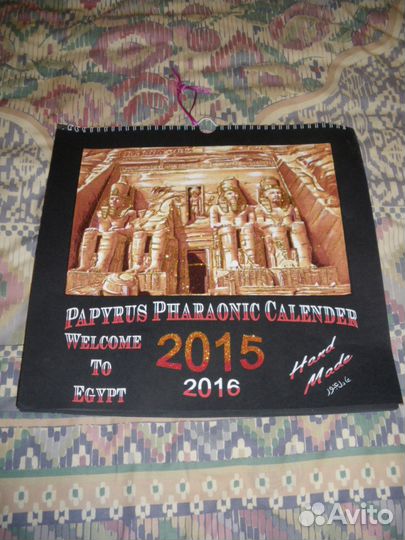 PAPYRUS PHARAONIC CALENDER
WELCOME
TO
EGYPT
2015
2016
Hand
Made
Avito